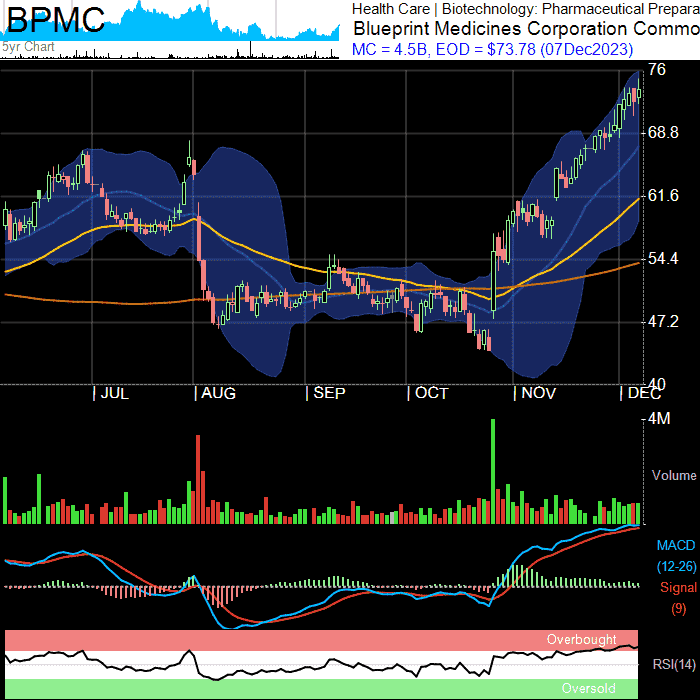 BPMC
Health Care | Biotechnology: Pharmaceutical Prepara
Blueprint Medicines Corporation Commo
5yr Chart
MC = 4.5B, EOD = $73.78 (07Dec2023)
76
68.8
61.6
54.4
47.2
40
| JUL | AUG | SEP | OCT | NOV | DEC
4M
Volume
MACD
(12-26)
Signal
(9)
Overbought
RSI(14)
Oversold